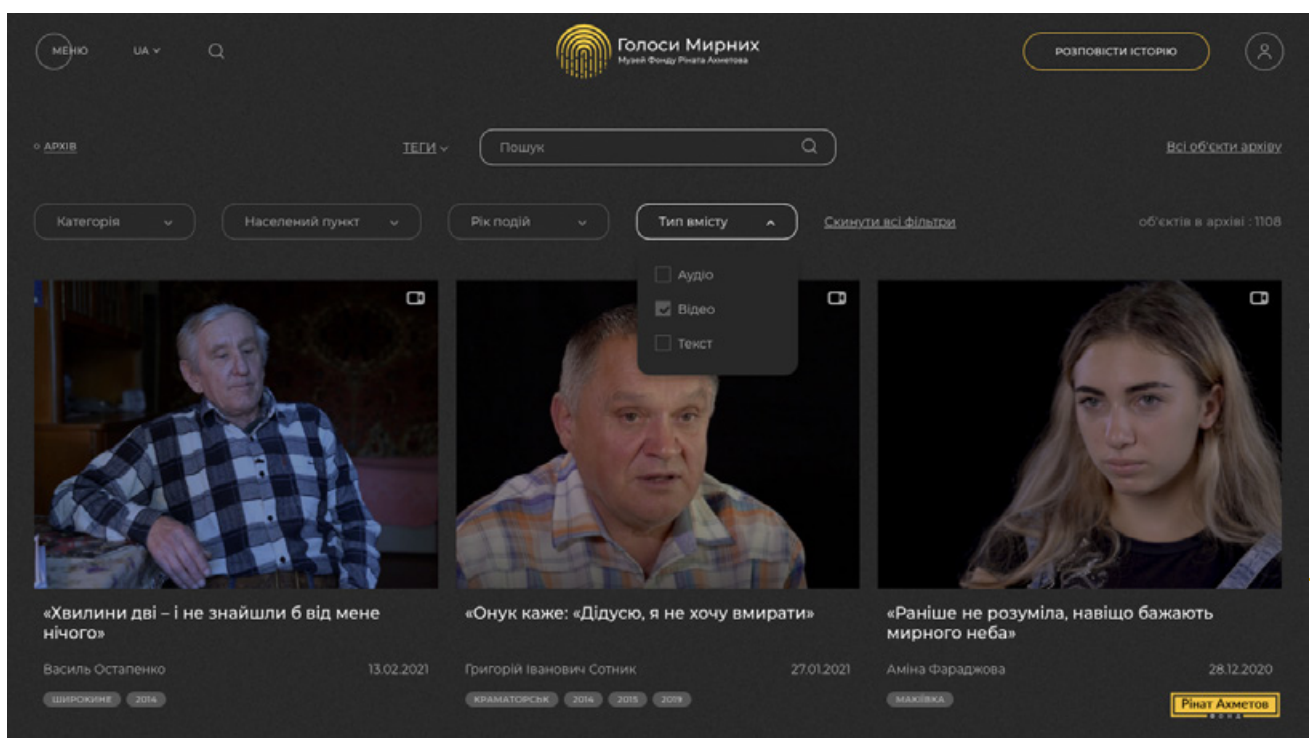 МЕНЮ UA
Голоси Мирних
Музей Фонду Ріната Ахметова
РОЗПОВІСТИ ІСТОРІЮ
АРХІВ
ТЕГИ
Пошук
Всі об'єкти архіву
Категорія
Населений пункт
Рік подій
Тип вмісту
Скинути всі фільтри
об'єктів в архіві : 1108
Аудіо
Відео
Текст
«Хвилини дві – і не знайшли б від мене
нічого»
Василь Остапенко 13.02.2021
ШИРОКИНЕ 2014
«Онук каже: «Дідусю, я не хочу вмирати»
Григорій Іванович Сотник 27.01.2021
КРАМАТОРСЬК 2014 2015 2019
«Раніше не розуміла, навіщо бажають
мирного неба»
Аміна Фараджова 28.12.2020
МАКІЇВКА
Рінат Ахметов
ФОНД